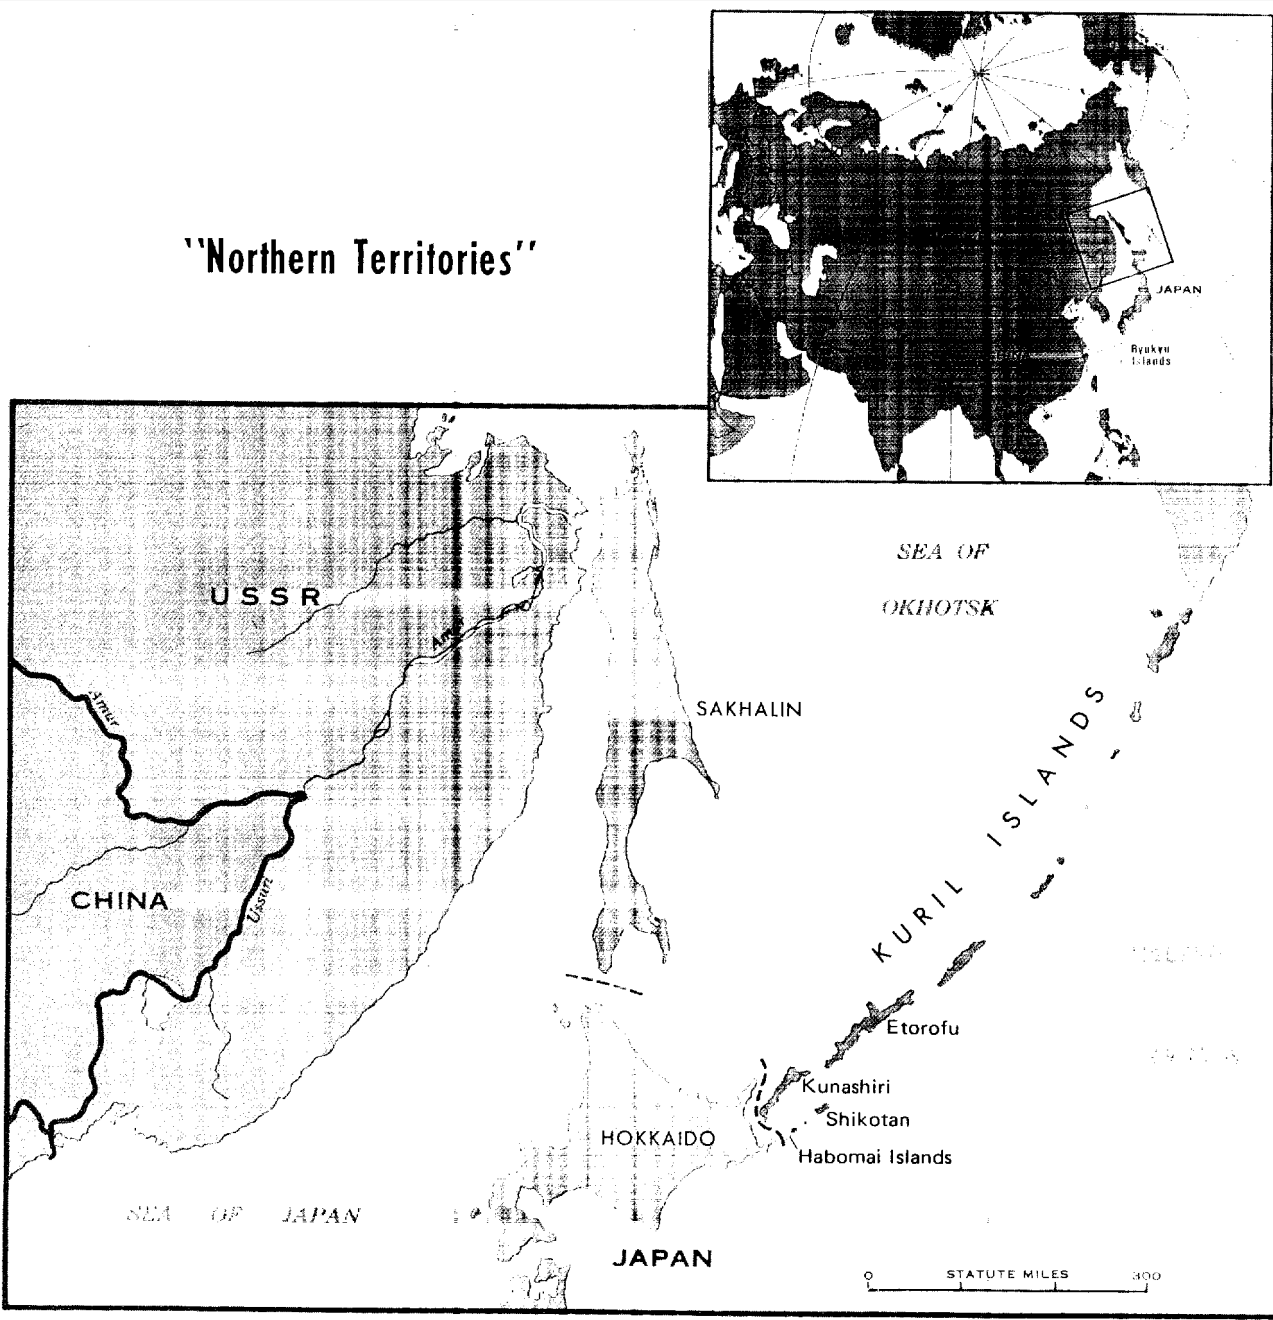 "Northern Territories"
JAPAN
Ryukyu
Islands
SEA OF
OKHOTSK
USSR
Amur
SAKHALIN
Amur
KURIL ISLANDS
CHINA
Ussuri
Etorofu
Kunashiri
Shikotan
HOKKAIDO
Habomai Islands
SEA OF JAPAN
JAPAN
0 STATUTE MILES 300